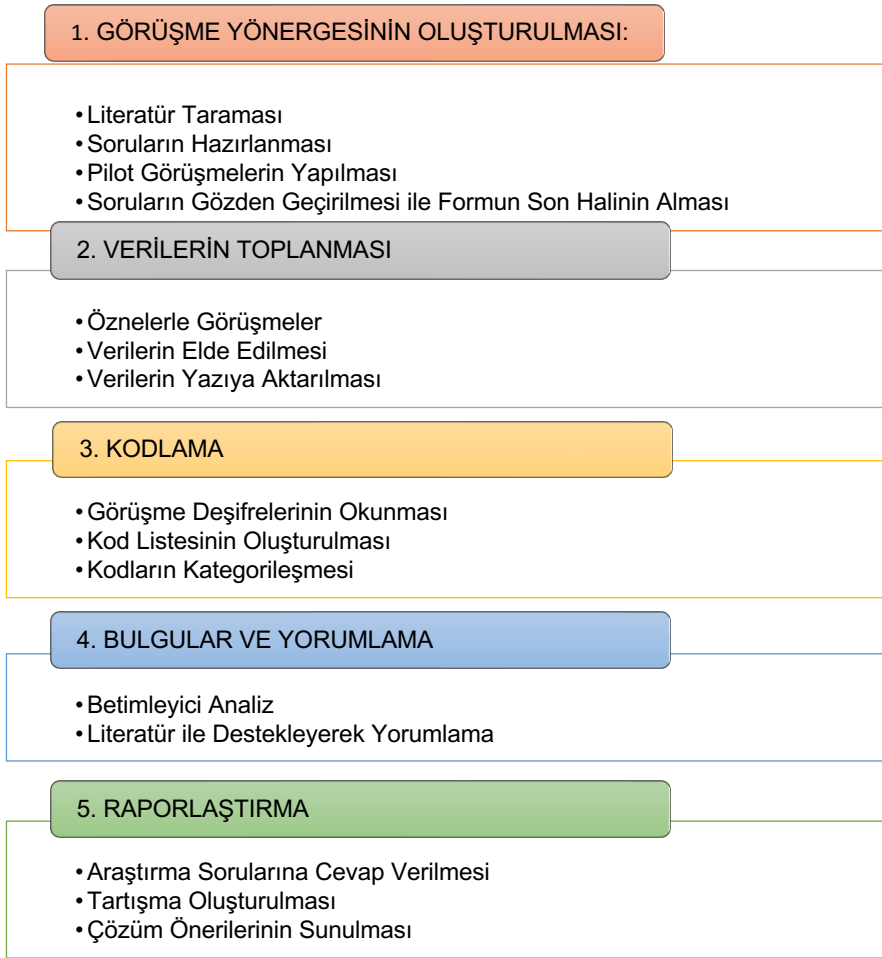 1. GÖRÜŞME YÖNERGESİNİN OLUŞTURULMASI:
•Literatür Taraması
•Soruların Hazırlanması
•Pilot Görüşmelerin Yapılması
•Soruların Gözden Geçirilmesi ile Formun Son Halinin Alması
2. VERİLERİN TOPLANMASI
•Öznelerle Görüşmeler
•Verilerin Elde Edilmesi
•Verilerin Yazıya Aktarılması
3. KODLAMA
•Görüşme Deşifrelerinin Okunması
•Kod Listesinin Oluşturulması
•Kodların Kategorileşmesi
4. BULGULAR VE YORUMLAMA
•Betimleyici Analiz
•Literatür ile Destekleyerek Yorumlama
5. RAPORLAŞTIRMA
•Araştırma Sorularına Cevap Verilmesi
•Tartışma Oluşturulması
•Çözüm Önerilerinin Sunulması